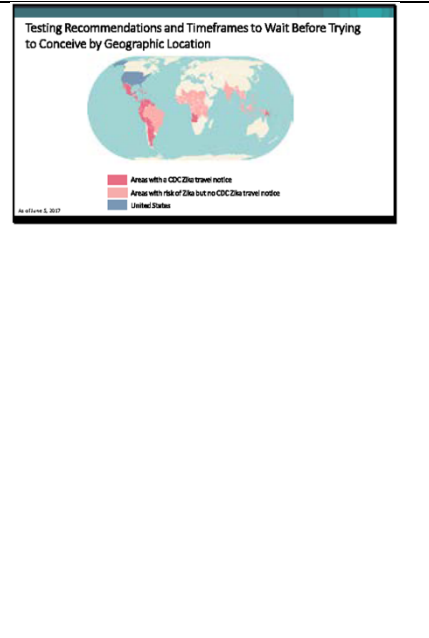 Testing Recommendations and Timeframes to Wait Before Trying
to Conceive by Geographic Location
Areas with a CDC Zika travel notice
Areas with risk of Zika but no CDC Zika travel notice
United States
As of June 5, 2017